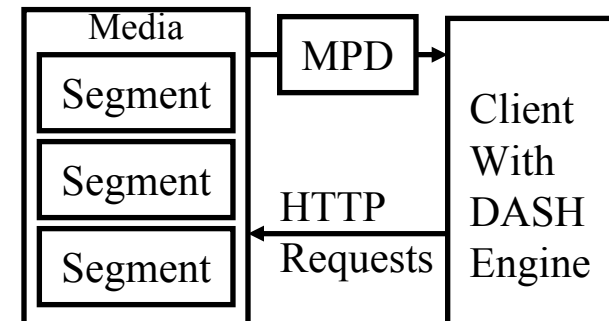 Media
Segment
Segment
Segment
MPD
HTTP
Requests
Client
With
DASH
Engine